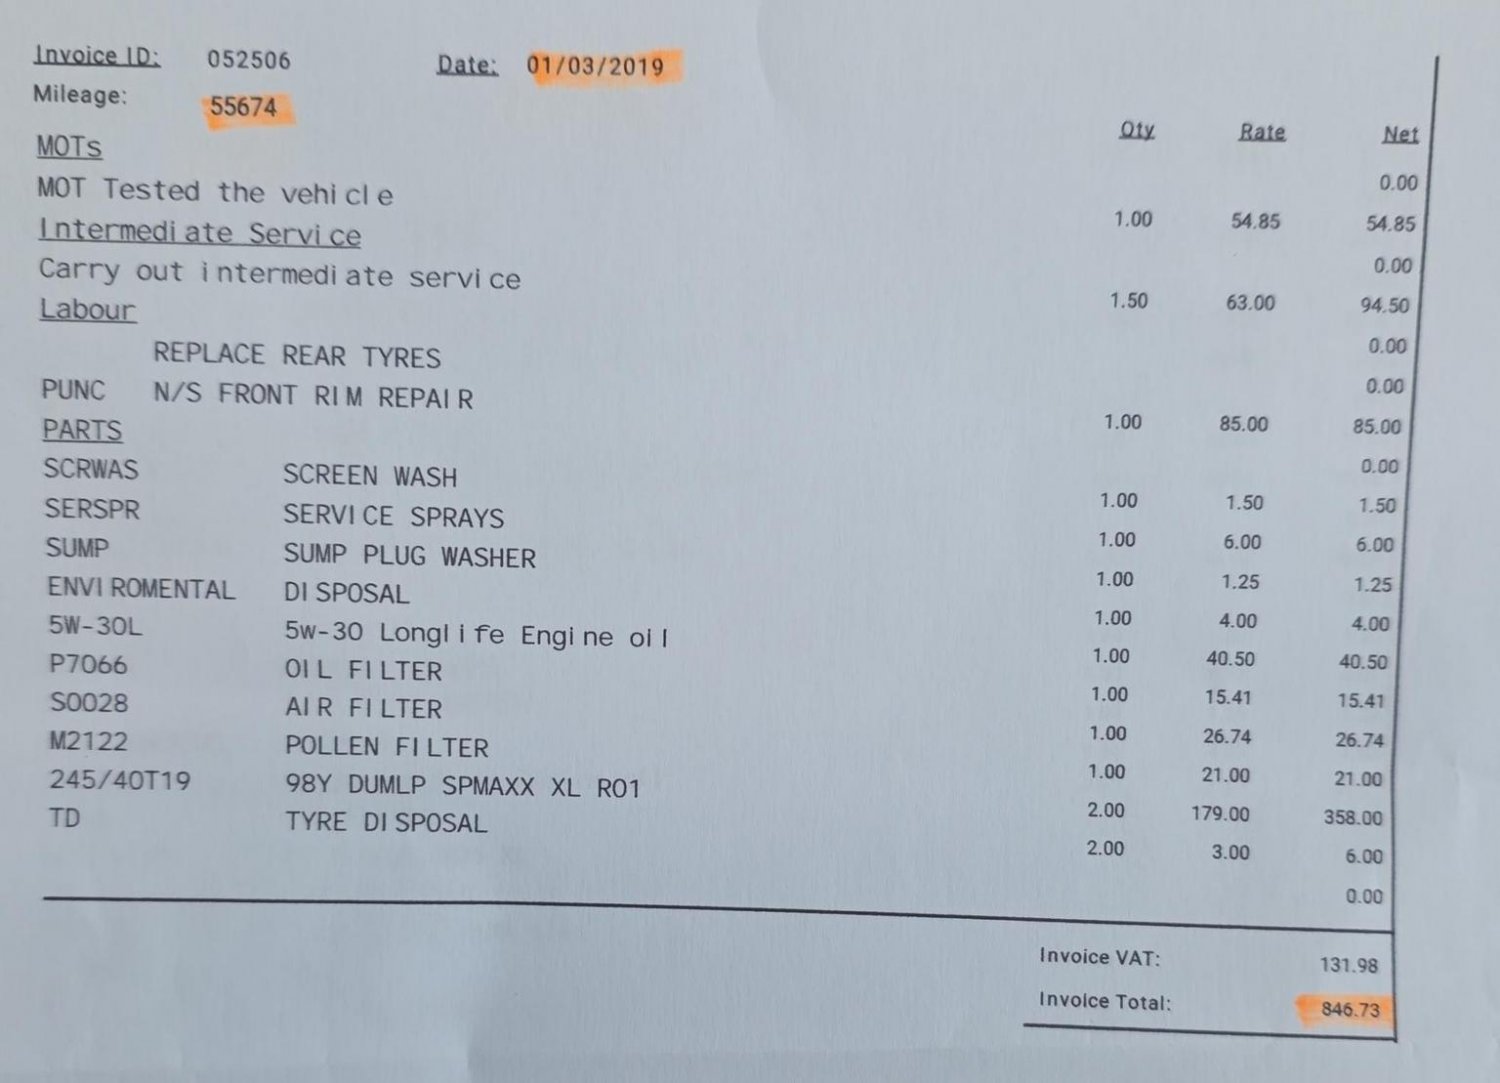 Invoice ID: 052506 Date: 01/03/2019
Mileage: 55674
Qty Rate Net
MOTs 0.00
MOT Tested the vehicle 1.00 54.85 54.85
Intermediate Service 0.00
Carry out intermediate service 1.50 63.00 94.50
Labour 0.00
REPLACE REAR TYRES 0.00
PUNC N/S FRONT RIM REPAIR 1.00 85.00 85.00
PARTS 0.00
SCRWAS SCREEN WASH 1.00 1.50 1.50
SERSPR SERVICE SPRAYS 1.00 6.00 6.00
SUMP SUMP PLUG WASHER 1.00 1.25 1.25
ENVIROMENTAL DISPOSAL 1.00 4.00 4.00
5W-30L 5w-30 Longlife Engine oil 1.00 40.50 40.50
P7066 OIL FILTER 1.00 15.41 15.41
S0028 AIR FILTER 1.00 26.74 26.74
M2122 POLLEN FILTER 1.00 21.00 21.00
245/40T19 98Y DUMLP SPMAXX XL RO1 2.00 179.00 358.00
TD TYRE DISPOSAL 2.00 3.00 6.00
0.00
Invoice VAT: 131.98
Invoice Total: 846.73